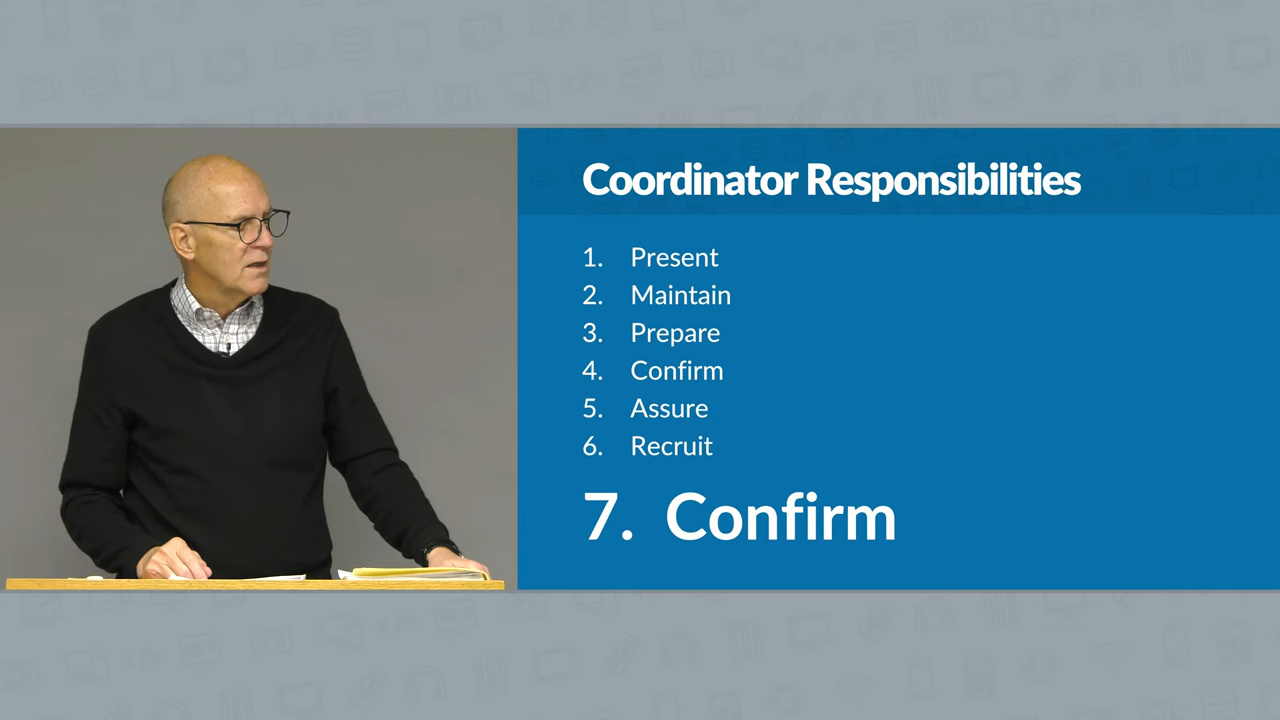 Coordinator Responsibilities
1. Present
2. Maintain
3. Prepare
4. Confirm
5. Assure
6. Recruit
7. Confirm